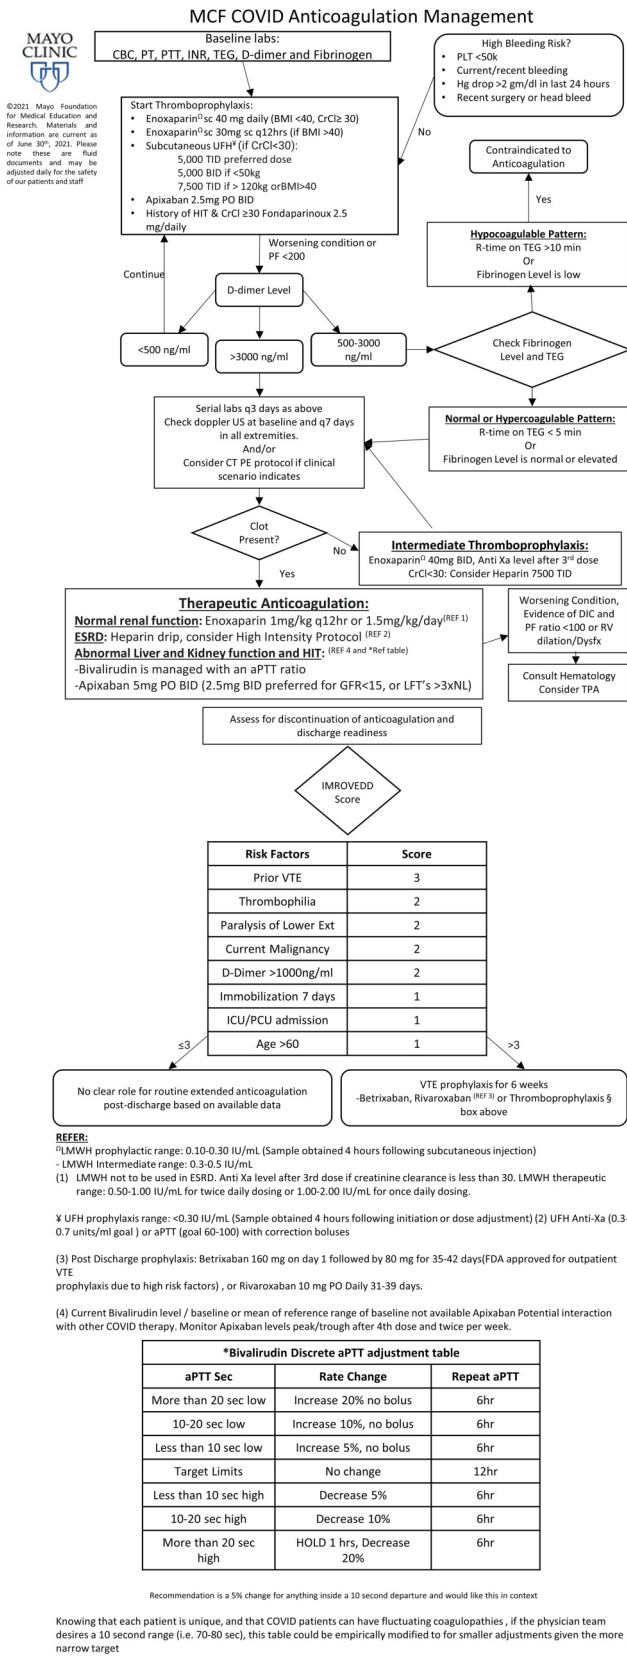 MCF COVID Anticoagulation Management
MAYO
CLINIC
©2021 Mayo Foundation
for Medical Education and
Research. Materials and
information are current as
of June 30th, 2021. Please
note these are fluid
documents and may be
adjusted daily for the safety
of our patients and staff
Baseline labs:
CBC, PT, PTT, INR, TEG, D-dimer and Fibrinogen
High Bleeding Risk?
• PLT <50k
• Current/recent bleeding
• Hg drop >2 gm/dl in last 24 hours
• Recent surgery or head bleed
No
Start Thromboprophylaxis:
• EnoxaparinΩ sc 40 mg daily (BMI <40, CrCl≥ 30)
• EnoxaparinΩ sc 30mg sc q12hrs (if BMI >40)
• Subcutaneous UFH¥ (if CrCl<30):
5,000 TID preferred dose
5,000 BID if <50kg
7,500 TID if > 120kg orBMI>40
• Apixaban 2.5mg PO BID
• History of HIT & CrCl ≥30 Fondaparinoux 2.5
mg/daily
Contraindicated to
Anticoagulation
Yes
Hypocoagulable Pattern:
R-time on TEG >10 min
Or
Fibrinogen Level is low
Worsening condition or
PF <200
Continue
D-dimer Level
<500 ng/ml
>3000 ng/ml
500-3000
ng/ml
Check Fibrinogen
Level and TEG
Serial labs q3 days as above
Check doppler US at baseline and q7 days
in all extremities.
And/or
Consider CT PE protocol if clinical
scenario indicates
Normal or Hypercoagulable Pattern:
R-time on TEG < 5 min
Or
Fibrinogen Level is normal or elevated
Clot
Present?
No
Yes
Intermediate Thromboprophylaxis:
EnoxaparinΩ 40mg BID, Anti Xa level after 3rd dose
CrCl<30: Consider Heparin 7500 TID
Therapeutic Anticoagulation:
Normal renal function: Enoxaparin 1mg/kg q12hr or 1.5mg/kg/day(REF 1)
ESRD: Heparin drip, consider High Intensity Protocol (REF 2)
Abnormal Liver and Kidney function and HIT: (REF 4 and *Ref table)
-Bivalirudin is managed with an aPTT ratio
-Apixaban 5mg PO BID (2.5mg BID preferred for GFR<15, or LFT's >3xNL)
Worsening Condition,
Evidence of DIC and
PF ratio <100 or RV
dilation/Dysfx
Consult Hematology
Consider TPA
Assess for discontinuation of anticoagulation and
discharge readiness
IMROVEDD
Score
Risk Factors Score
Prior VTE 3
Thrombophilia 2
Paralysis of Lower Ext 2
Current Malignancy 2
D-Dimer >1000ng/ml 2
Immobilization 7 days 1
ICU/PCU admission 1
Age >60 1
≤3
>3
No clear role for routine extended anticoagulation
post-discharge based on available data
VTE prophylaxis for 6 weeks
-Betrixaban, Rivaroxaban (REF 3) or Thromboprophylaxis §
box above
REFER:
ΩLMWH prophylactic range: 0.10-0.30 IU/mL (Sample obtained 4 hours following subcutaneous injection)
- LMWH Intermediate range: 0.3-0.5 IU/mL
(1) LMWH not to be used in ESRD. Anti Xa level after 3rd dose if creatinine clearance is less than 30. LMWH therapeutic
range: 0.50-1.00 IU/mL for twice daily dosing or 1.00-2.00 IU/mL for once daily dosing.
¥ UFH prophylaxis range: <0.30 IU/mL (Sample obtained 4 hours following initiation or dose adjustment) (2) UFH Anti-Xa (0.3-
0.7 units/ml goal ) or aPTT (goal 60-100) with correction boluses
(3) Post Discharge prophylaxis: Betrixaban 160 mg on day 1 followed by 80 mg for 35-42 days(FDA approved for outpatient
VTE
prophylaxis due to high risk factors) , or Rivaroxaban 10 mg PO Daily 31-39 days.
(4) Current Bivalirudin level / baseline or mean of reference range of baseline not available Apixaban Potential interaction
with other COVID therapy. Monitor Apixaban levels peak/trough after 4th dose and twice per week.
*Bivalirudin Discrete aPTT adjustment table
aPTT Sec Rate Change Repeat aPTT
More than 20 sec low Increase 20% no bolus 6hr
10-20 sec low Increase 10%, no bolus 6hr
Less than 10 sec low Increase 5%, no bolus 6hr
Target Limits No change 12hr
Less than 10 sec high Decrease 5% 6hr
10-20 sec high Decrease 10% 6hr
More than 20 sec HOLD 1 hrs, Decrease 6hr
high 20%
Recommendation is a 5% change for anything inside a 10 second departure and would like this in context
Knowing that each patient is unique, and that COVID patients can have fluctuating coagulopathies , if the physician team
desires a 10 second range (i.e. 70-80 sec), this table could be empirically modified to for smaller adjustments given the more
narrow target